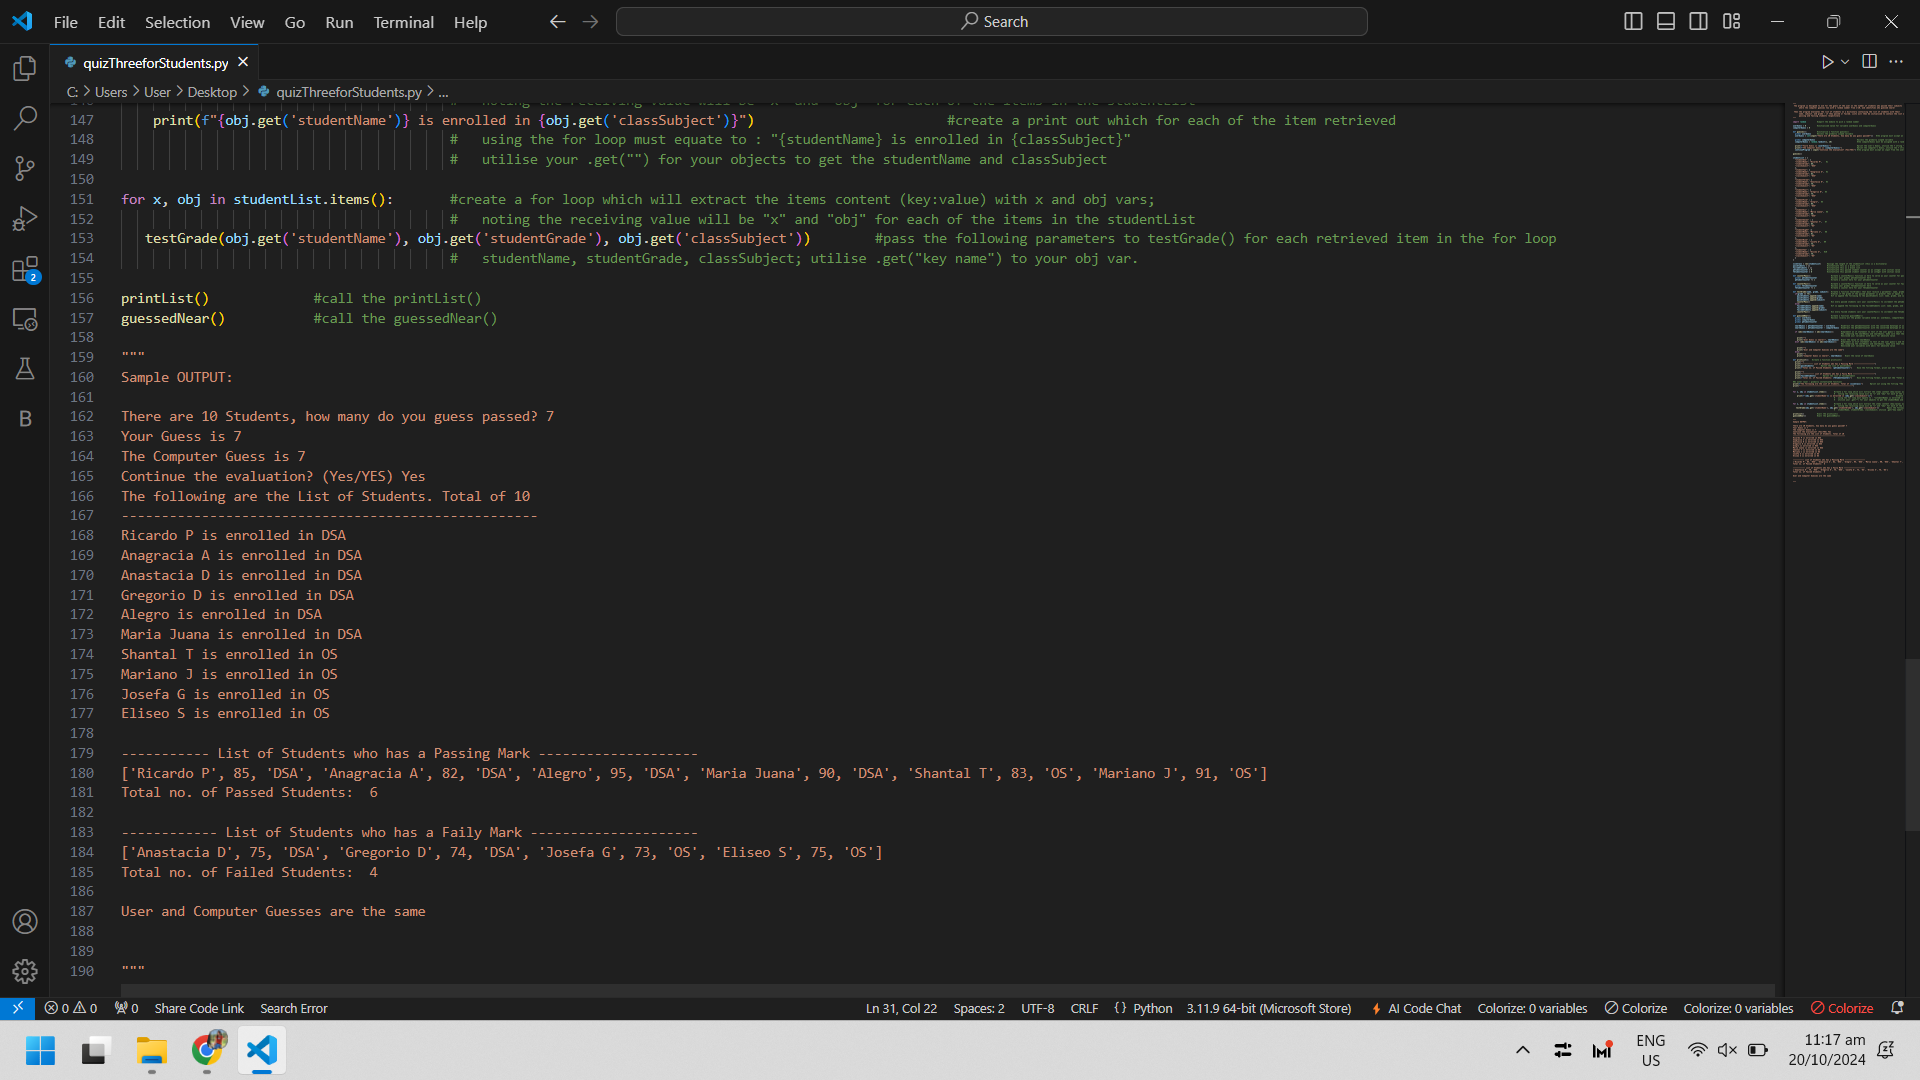 File Edit Selection View Go Run Terminal Help
Search
quizThreeforStudents.py
C: > Users > User > Desktop > quizThreeforStudents.py > ...
146 # noting the receiving value will be "x" and "obj" for each of the items in the studentList
147 print(f"{obj.get('studentName')} is enrolled in {obj.get('classSubject')}") #create a print out which for each of the item retrieved
148 # using the for loop must equate to : "{studentName} is enrolled in {classSubject}"
149 # utilise your .get("") for your objects to get the studentName and classSubject
150
151 for x, obj in studentList.items(): #create a for loop which will extract the items content (key:value) with x and obj vars;
152 # noting the receiving value will be "x" and "obj" for each of the items in the studentList
153 testGrade(obj.get('studentName'), obj.get('studentGrade'), obj.get('classSubject')) #pass the following parameters to testGrade() for each retrieved item in the for loop
154 # studentName, studentGrade, classSubject; utilise .get("key name") to your obj var.
155
156 printList() #call the printList()
157 guessedNear() #call the guessedNear()
158
159 """
160 Sample OUTPUT:
161
162 There are 10 Students, how many do you guess passed? 7
163 Your Guess is 7
164 The Computer Guess is 7
165 Continue the evaluation? (Yes/YES) Yes
166 The following are the List of Students. Total of 10
167 ----------------------------------------------------
168 Ricardo P is enrolled in DSA
169 Anagracia A is enrolled in DSA
170 Anastacia D is enrolled in DSA
171 Gregorio D is enrolled in DSA
172 Alegro is enrolled in DSA
173 Maria Juana is enrolled in DSA
174 Shantal T is enrolled in OS
175 Mariano J is enrolled in OS
176 Josefa G is enrolled in OS
177 Eliseo S is enrolled in OS
178
179 ----------- List of Students who has a Passing Mark --------------------
180 ['Ricardo P', 85, 'DSA', 'Anagracia A', 82, 'DSA', 'Alegro', 95, 'DSA', 'Maria Juana', 90, 'DSA', 'Shantal T', 83, 'OS', 'Mariano J', 91, 'OS']
181 Total no. of Passed Students:  6
182
183 ------------ List of Students who has a Faily Mark ---------------------
184 ['Anastacia D', 75, 'DSA', 'Gregorio D', 74, 'DSA', 'Josefa G', 73, 'OS', 'Eliseo S', 75, 'OS']
185 Total no. of Failed Students:  4
186
187 User and Computer Guesses are the same
188
189
190 """
2
B
0 0 0 Share Code Link Search Error Ln 31, Col 22 Spaces: 2 UTF-8 CRLF {} Python 3.11.9 64-bit (Microsoft Store) AI Code Chat Colorize: 0 variables Colorize Colorize: 0 variables Colorize
ENG
US
11:17 am
20/10/2024